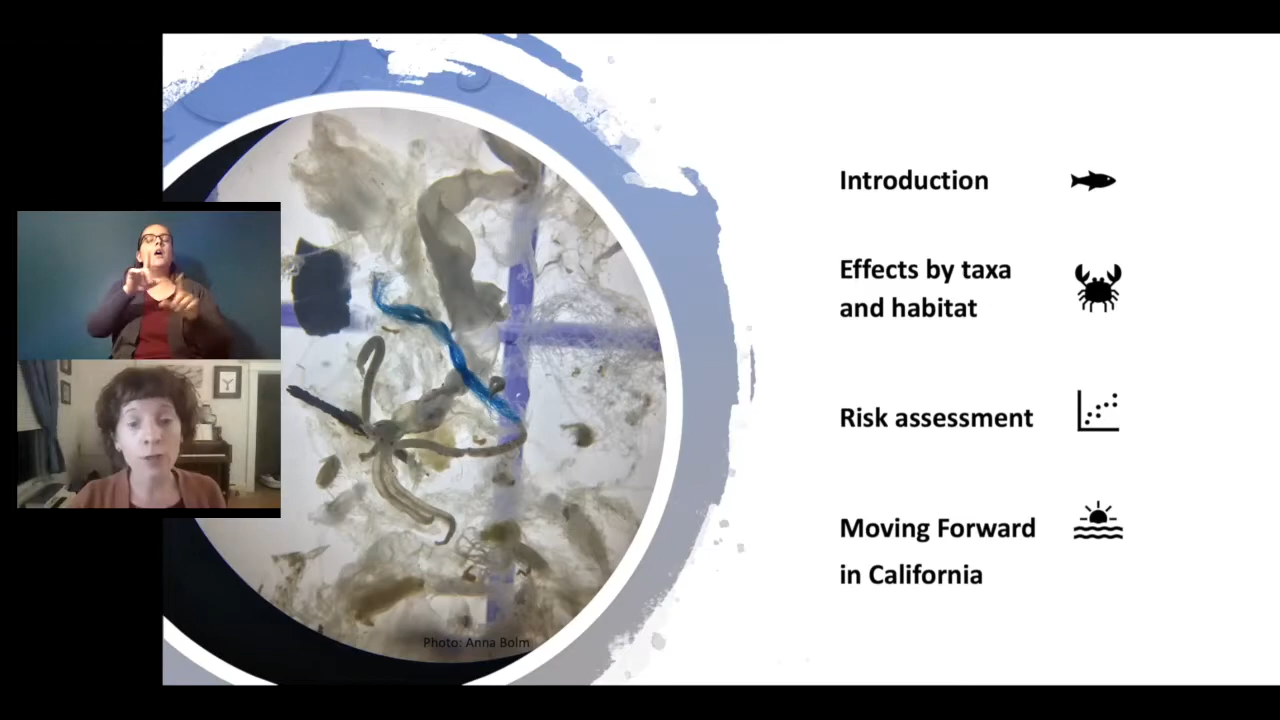 Introduction
Effects by taxa
and habitat
Risk assessment
Moving Forward
in California
Photo: Anna Bolm